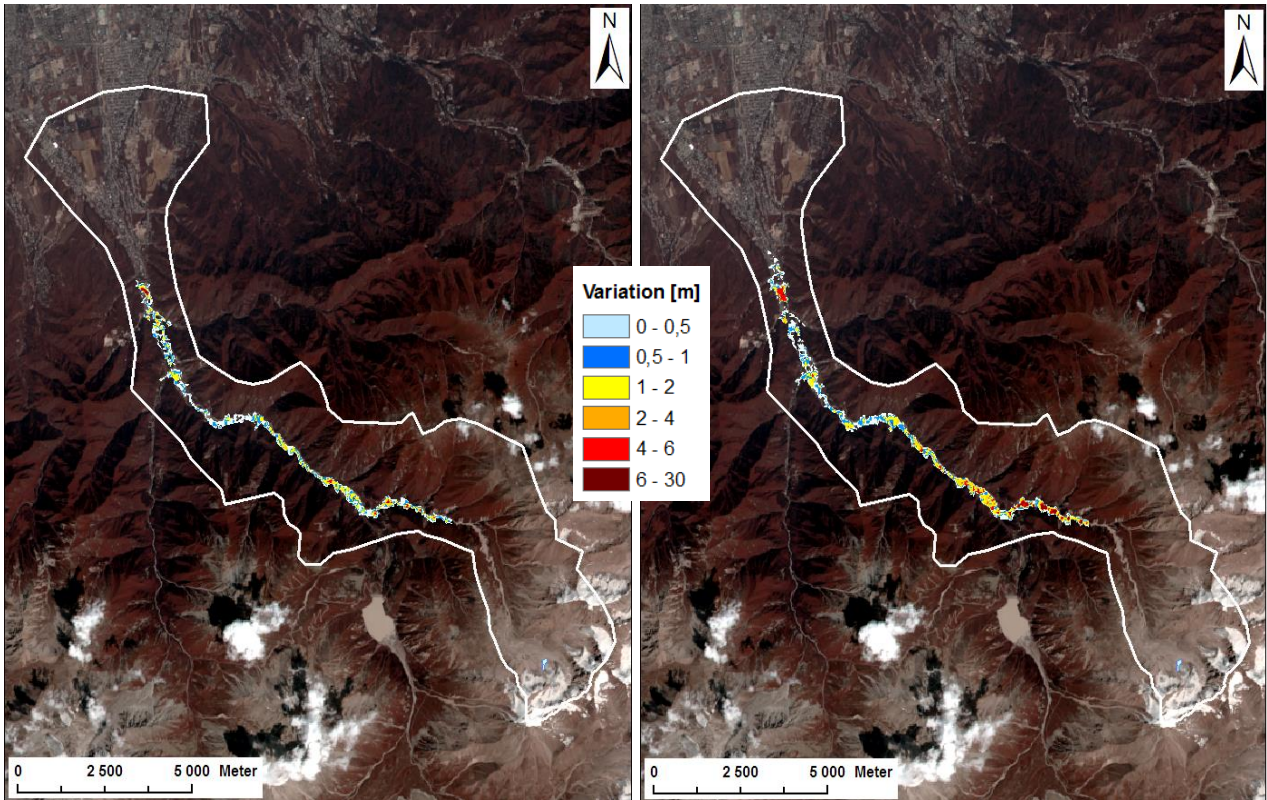 N
N
Variation [m]
0 - 0,5
0,5 - 1
1 - 2
2 - 4
4 - 6
6 - 30
0 2 500 5 000 Meter
0 2 500 5 000 Meter